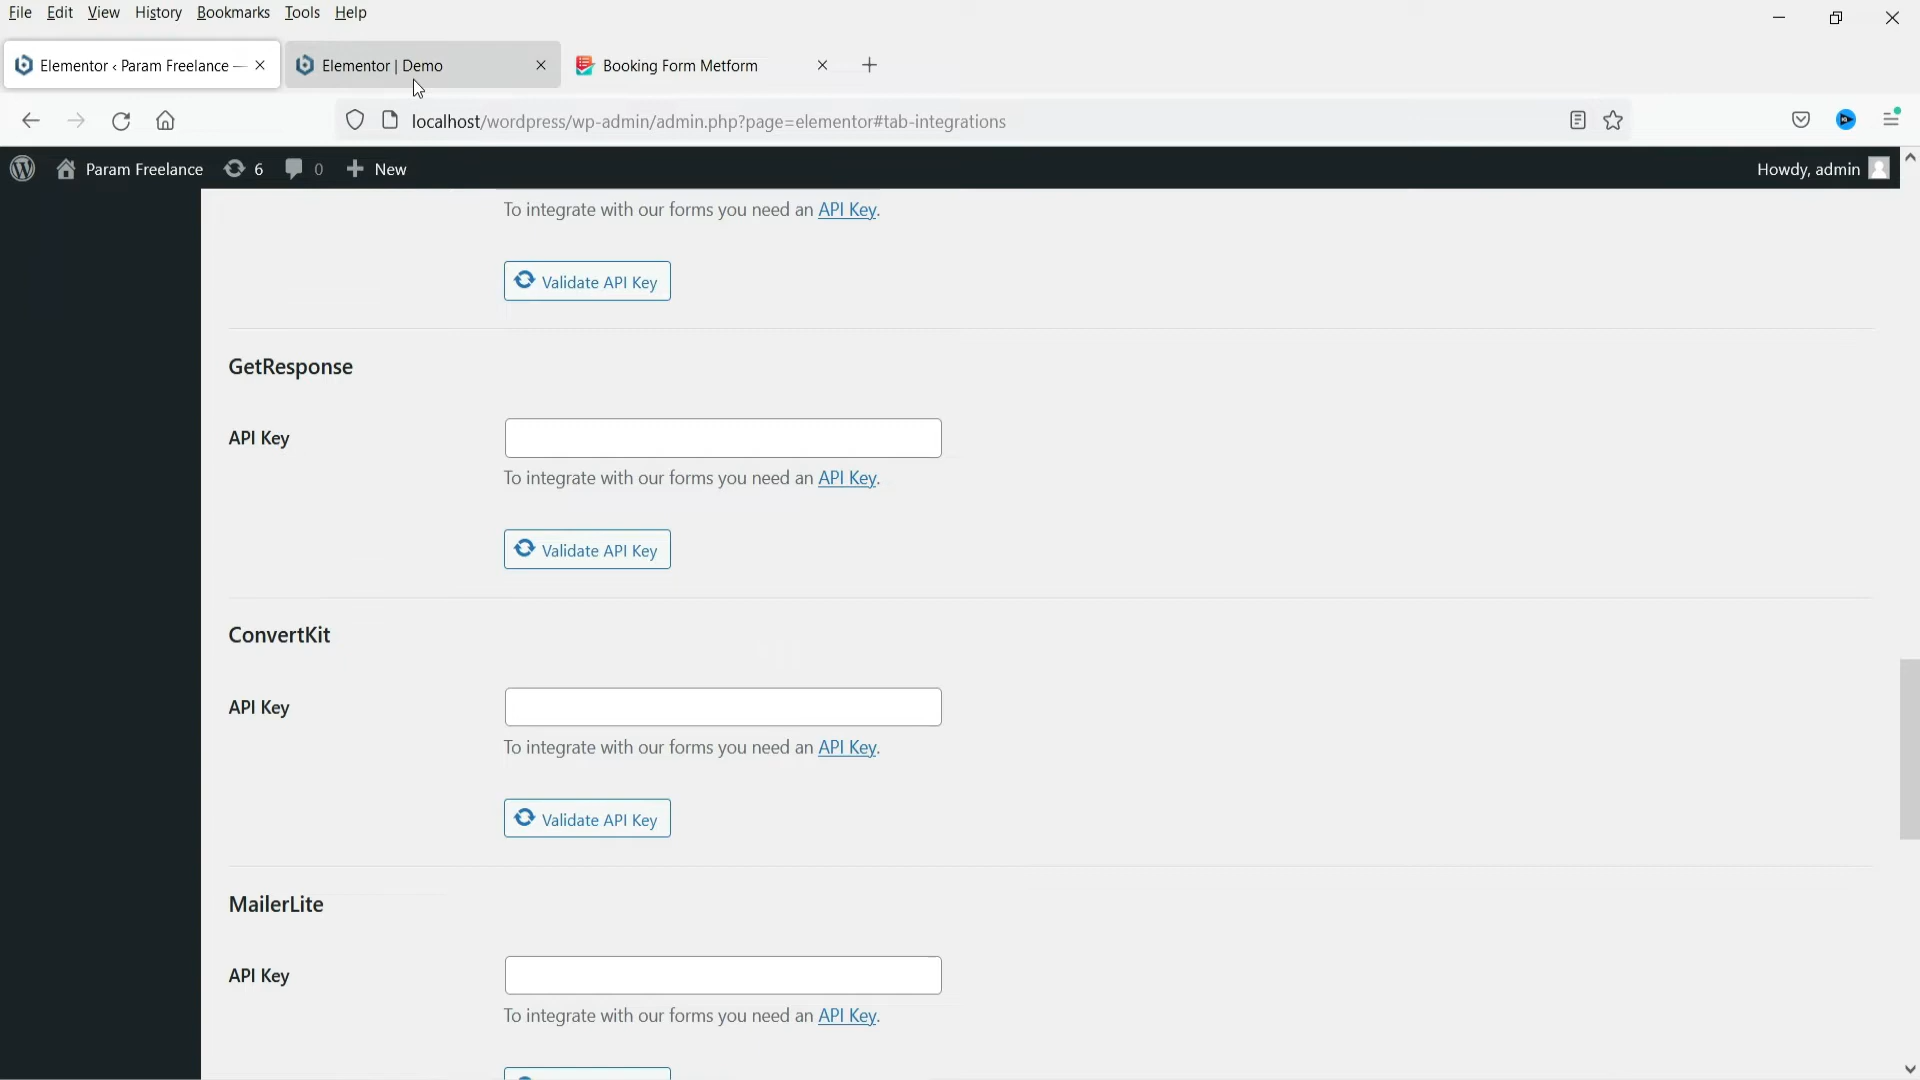 File Edit View History Bookmarks Tools Help
Elementor ‹ Param Freelance — Elementor | Demo Booking Form Metform
localhost/wordpress/wp-admin/admin.php?page=elementor#tab-integrations
Param Freelance 6 0 New Howdy, admin
To integrate with our forms you need an API Key.
Validate API Key
GetResponse
API Key
To integrate with our forms you need an API Key.
Validate API Key
ConvertKit
API Key
To integrate with our forms you need an API Key.
Validate API Key
MailerLite
API Key
To integrate with our forms you need an API Key.